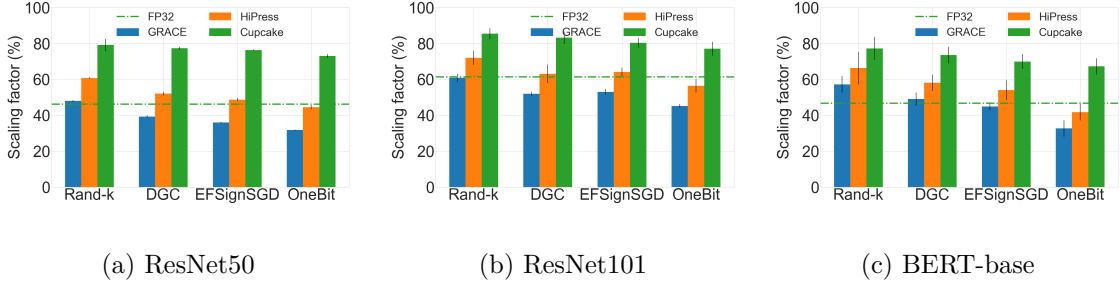 Scaling factor (%)
100
80
60
40
20
0
FP32
GRACE
HiPress
Cupcake
Rand-k DGC EFSignSGD OneBit
(a) ResNet50
Scaling factor (%)
100
80
60
40
20
0
FP32
GRACE
HiPress
Cupcake
Rand-k DGC EFSignSGD OneBit
(b) ResNet101
Scaling factor (%)
100
80
60
40
20
0
FP32
GRACE
HiPress
Cupcake
Rand-k DGC EFSignSGD OneBit
(c) BERT-base